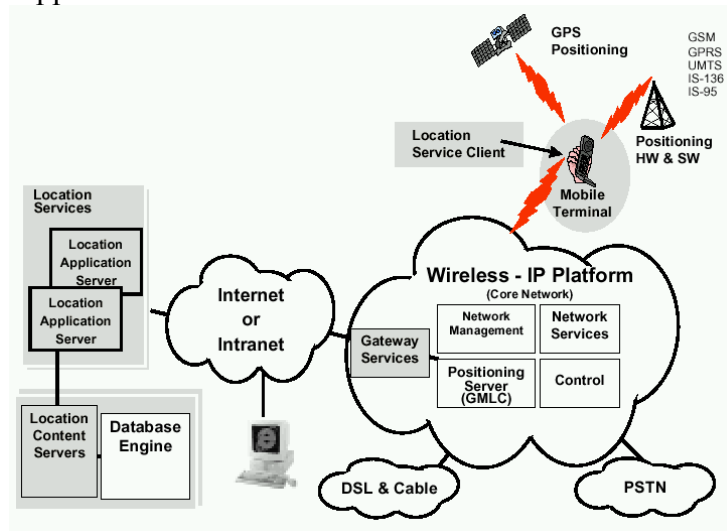 GPS
Positioning
GSM
GPRS
UMTS
IS-136
IS-95
Location
Service Client
Positioning
HW & SW
Mobile
Terminal
Location
Services
Location
Application
Server
Location
Application
Server
Internet
or
Intranet
Wireless - IP Platform
(Core Network)
Network
Management
Network
Services
Gateway
Services
Positioning
Server
(GMLC)
Control
Location
Content
Servers
Database
Engine
DSL & Cable
PSTN